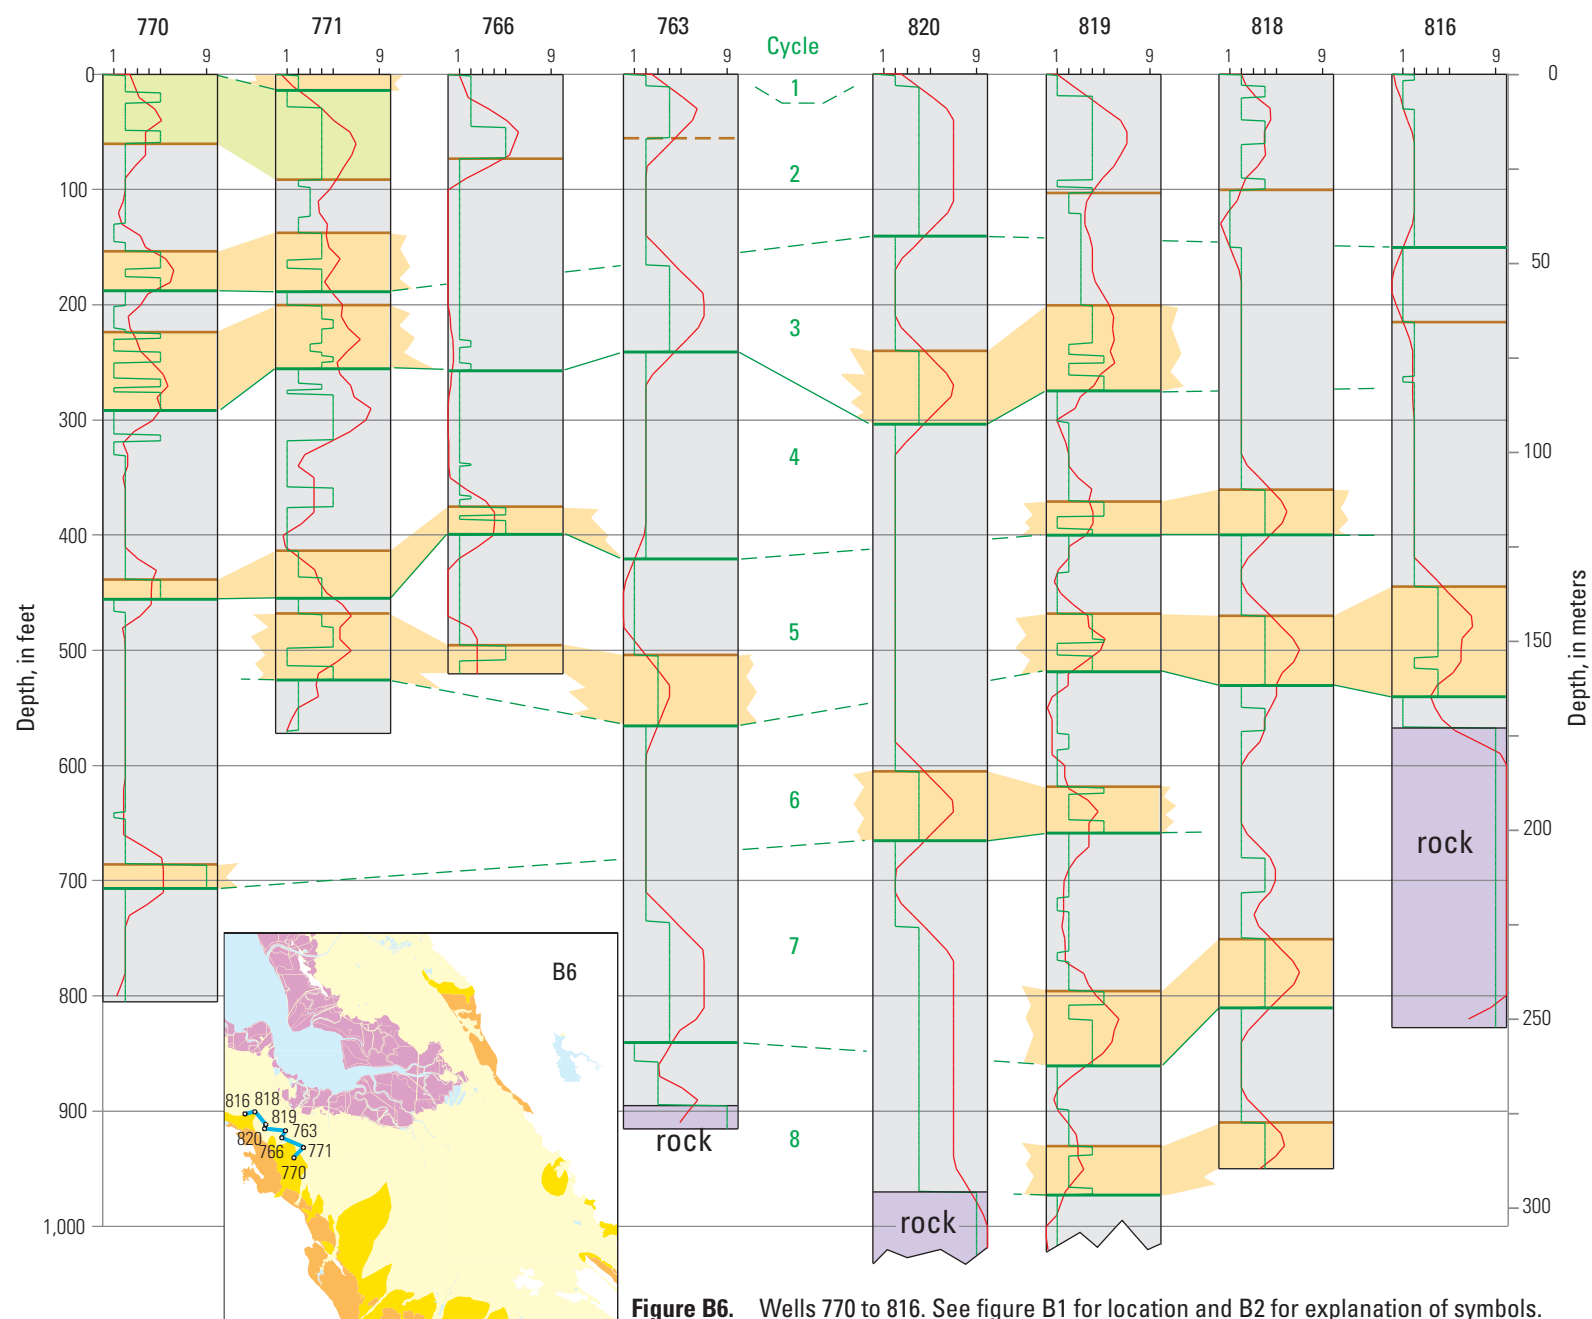 770 771 766 763 820 819 818 816
Cycle
1 9 1 9 1 9 1 9 1 9 1 9 1 9 1 9
0 1 0
2
100
50
200
3
300
4
100
400
Depth, in feet
5
150
Depth, in meters
500
600
6
200
rock
700
7
800
250
B6
900
816 818
819
820 763
766 771
770
rock
8
300
1,000
rock
Figure B6. Wells 770 to 816. See figure B1 for location and B2 for explanation of symbols.